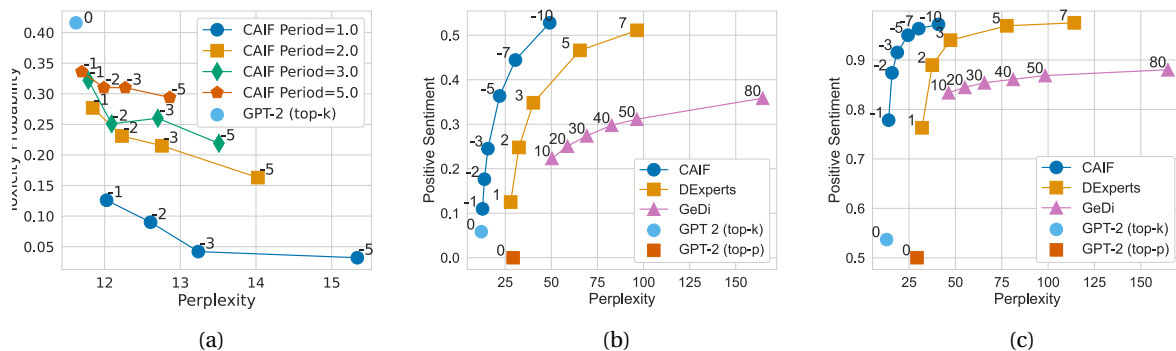 0.40
0.35
0.30
0.25
0.20
0.15
0.10
0.05
12 13 14 15
Perplexity
0
-1
-1
-2
-3
-5
-1
-2
-3
-5
-2
-3
-5
-1
-2
-3
-5
CAIF Period=1.0
CAIF Period=2.0
CAIF Period=3.0
CAIF Period=5.0
GPT-2 (top-k)
(a)
Positive Sentiment
0.5
0.4
0.3
0.2
0.1
0.0
25 50 75 100 125 150
Perplexity
-10
-7
-5
-3
-2
-1
0
7
5
3
2
1
0
10
20
30
40
50
80
CAIF
DExperts
GeDi
GPT 2 (top-k)
GPT-2 (top-p)
(b)
Positive Sentiment
0.9
0.8
0.9
0.7
0.6
0.5
25 50 75 100 125 150
Perplexity
-10
-7
-5
-3
-2
-1
0
7
5
3
2
1
0
10
20
30
40
50
80
CAIF
DExperts
GeDi
GPT 2 (top-k)
GPT-2 (top-p)
(c)